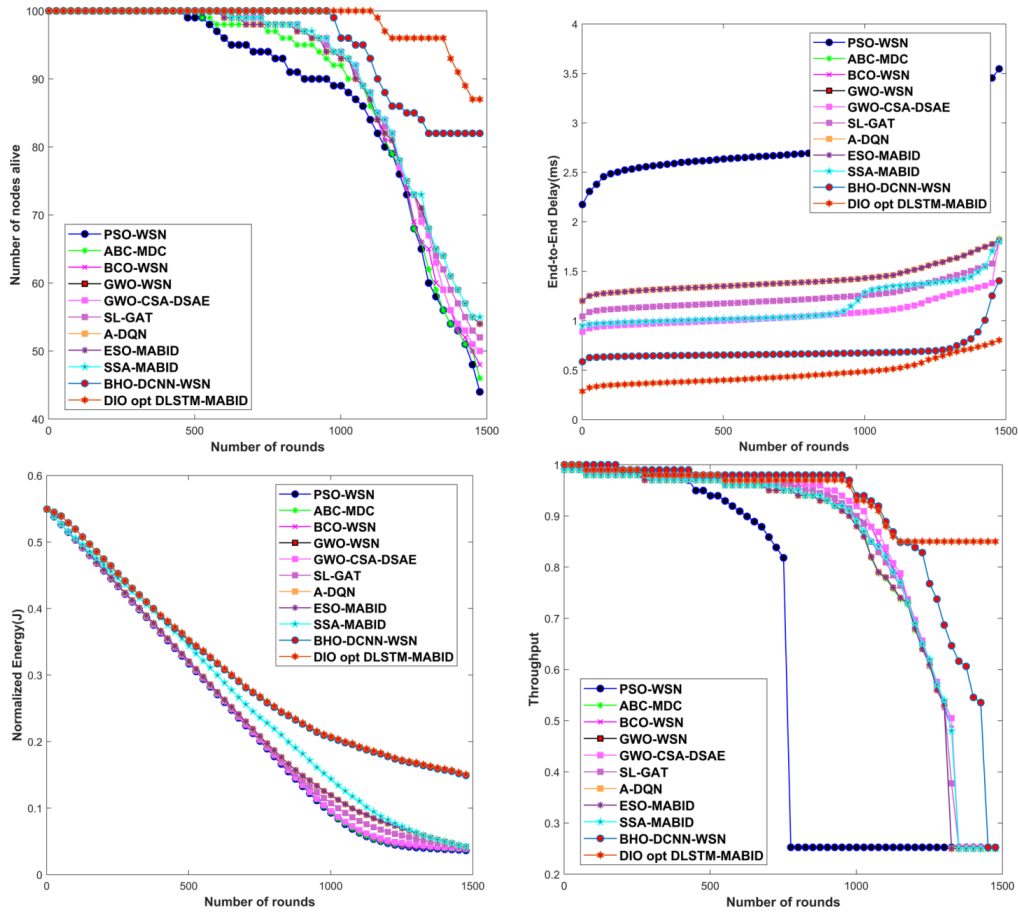 100
90
80
70
60
50
40
Number of nodes alive
PSO-WSN
ABC-MDC
BCO-WSN
GWO-WSN
GWO-CSA-DSAE
SL-GAT
A-DQN
ESO-MABID
SSA-MABID
BHO-DCNN-WSN
DIO opt DLSTM-MABID
0
500
1000
1500
Number of rounds
4
3.5
3
2.5
2
1.5
1
0.5
0
End-to-End Delay(ms)
PSO-WSN
ABC-MDC
BCO-WSN
GWO-WSN
GWO-CSA-DSAE
SL-GAT
A-DQN
ESO-MABID
SSA-MABID
BHO-DCNN-WSN
DIO opt DLSTM-MABID
0
500
1000
1500
Number of rounds
0.6
0.5
0.4
0.3
0.2
0.1
0
Normalized Energy(J)
PSO-WSN
ABC-MDC
BCO-WSN
GWO-WSN
GWO-CSA-DSAE
SL-GAT
A-DQN
ESO-MABID
SSA-MABID
BHO-DCNN-WSN
DIO opt DLSTM-MABID
0
500
1000
1500
Number of rounds
1
0.9
0.8
0.7
0.6
0.5
0.4
0.3
0.2
Throughput
PSO-WSN
ABC-MDC
BCO-WSN
GWO-WSN
GWO-CSA-DSAE
SL-GAT
A-DQN
ESO-MABID
SSA-MABID
BHO-DCNN-WSN
DIO opt DLSTM-MABID
0
500
1000
1500
Number of rounds